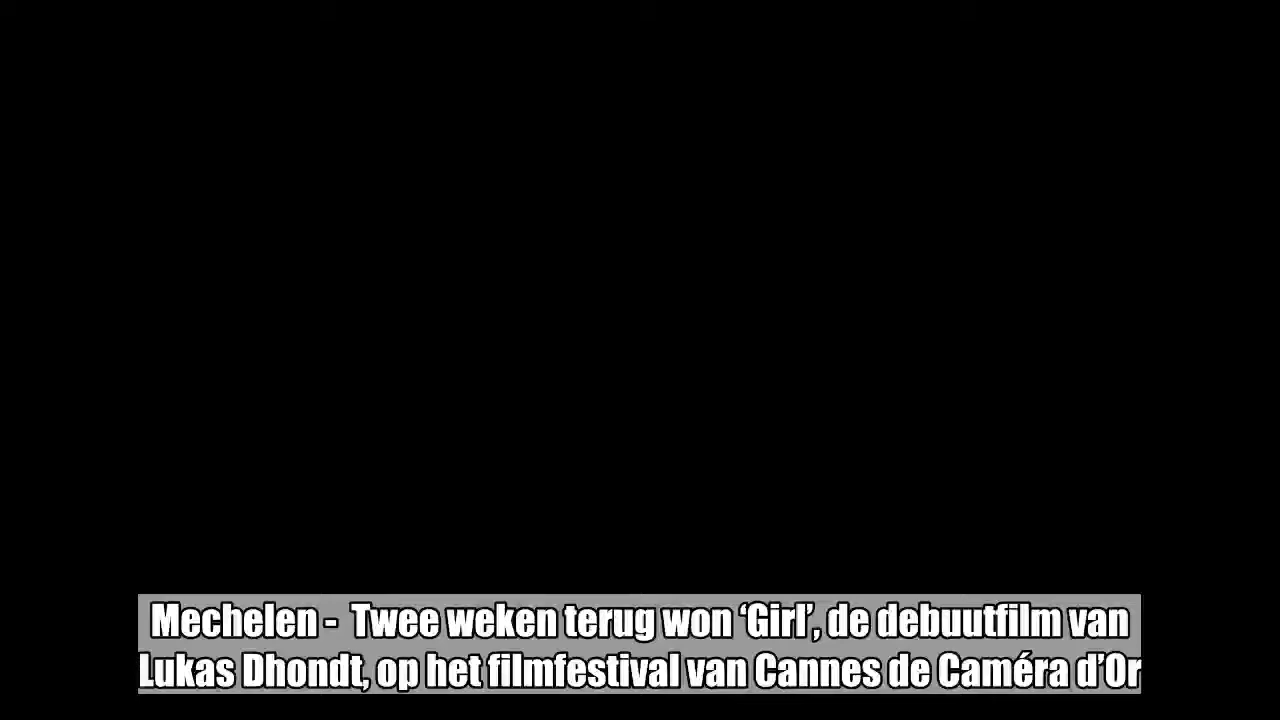 Mechelen -  Twee weken terug won ‘Girl’, de debuutfilm van
Lukas Dhondt, op het filmfestival van Cannes de Caméra d’Or